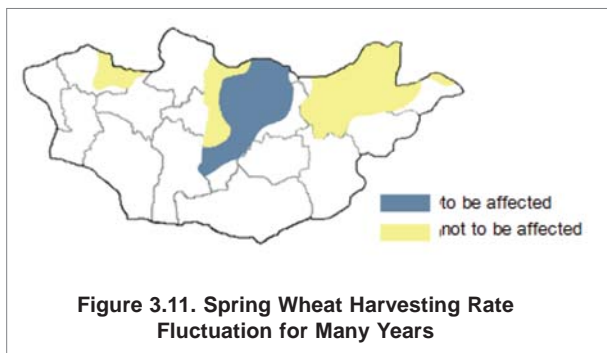 to be affected
not to be affected
Figure 3.11. Spring Wheat Harvesting Rate
Fluctuation for Many Years